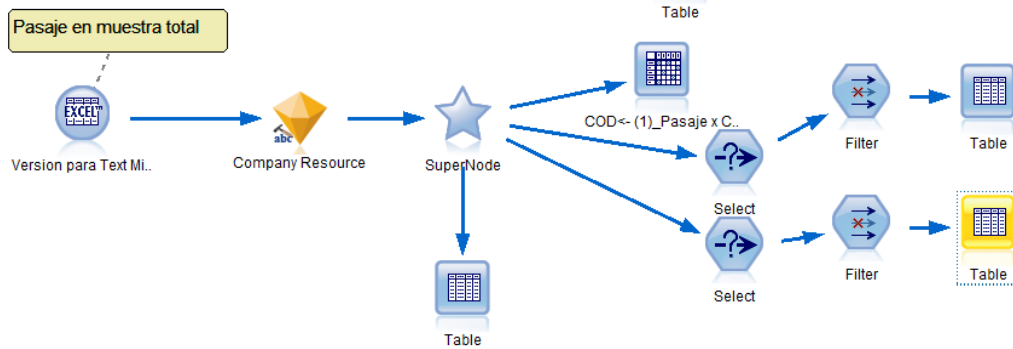 Pasaje en muestra total
Table
EXCEL™
Version para Text Mi..
abc
Company Resource
SuperNode
COD<- (1)_Pasaje x C..
Filter
Table
Select
Filter
Table
Select
Table